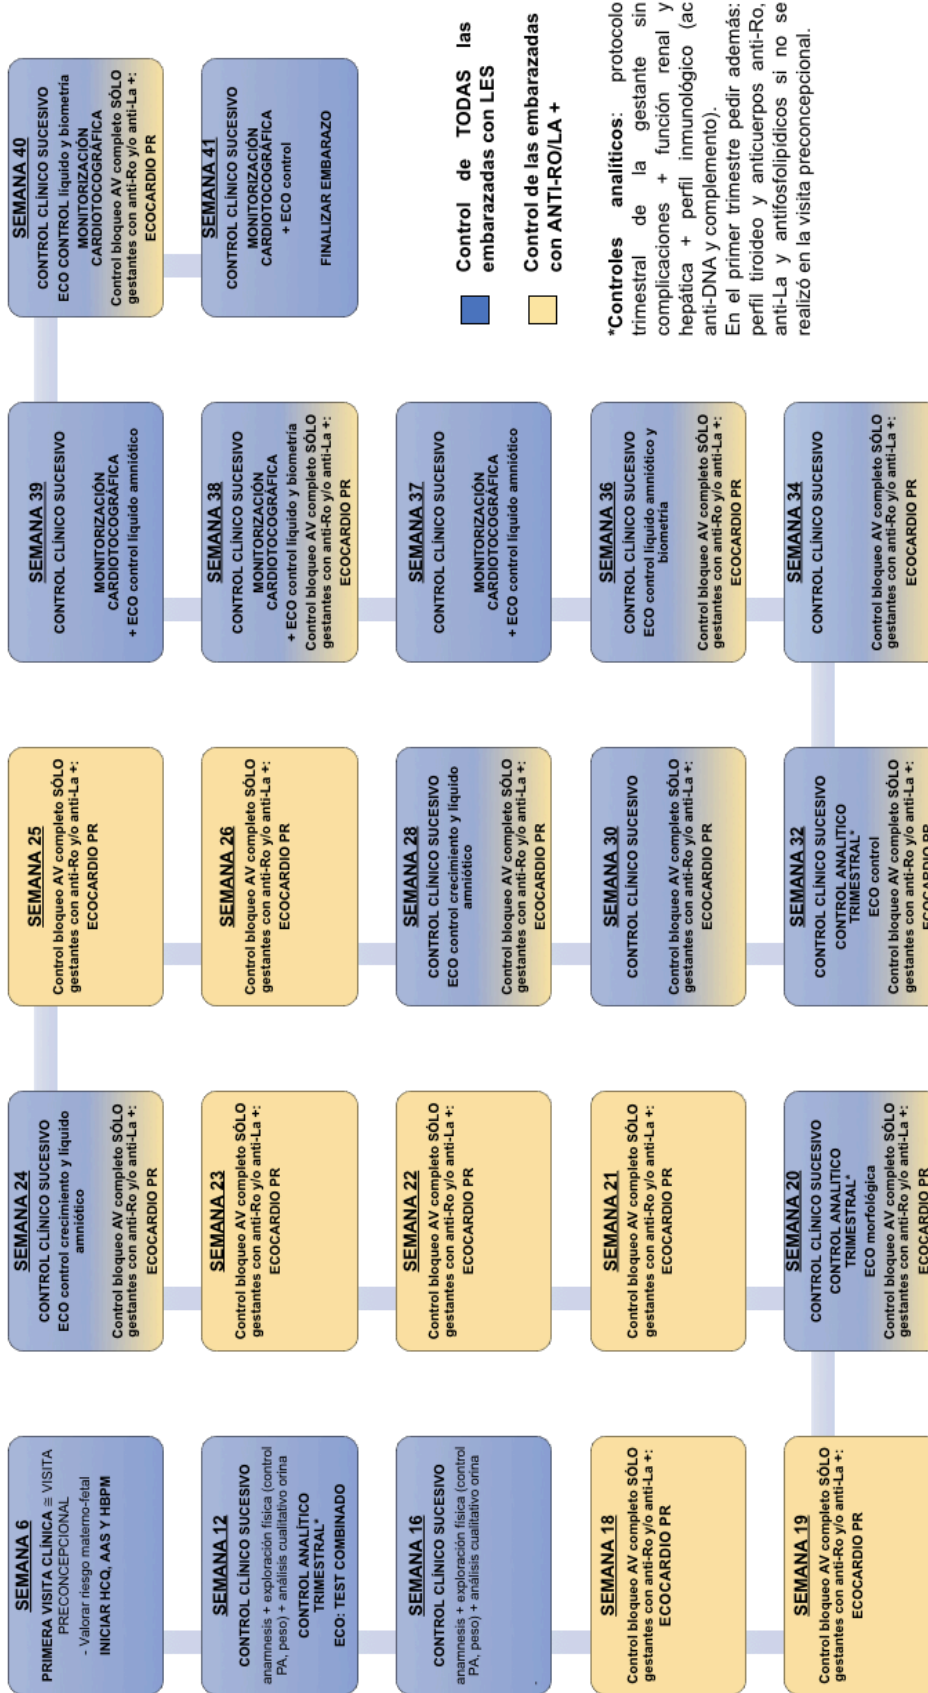 SEMANA 6
PRIMERA VISITA CLÍNICA ≅ VISITA
PRECONCEPCIONAL
- Valorar riesgo materno-fetal
INICIAR HCQ, AAS Y HBPM
SEMANA 12
CONTROL CLÍNICO SUCESIVO
anamnesis + exploración física (control
PA, peso) + análisis cualitativo orina
CONTROL ANALÍTICO
TRIMESTRAL*
ECO: TEST COMBINADO
SEMANA 16
CONTROL CLÍNICO SUCESIVO
anamnesis + exploración física (control
PA, peso) + análisis cualitativo orina
.
SEMANA 18
Control bloqueo AV completo SÓLO
gestantes con anti-Ro y/o anti-La +:
ECOCARDIO PR
SEMANA 19
Control bloqueo AV completo SÓLO
gestantes con anti-Ro y/o anti-La +:
ECOCARDIO PR
SEMANA 20
CONTROL CLÍNICO SUCESIVO
CONTROL ANALITICO
TRIMESTRAL*
ECO morfológica
Control bloqueo AV completo SÓLO
gestantes con anti-Ro y/o anti-La +:
ECOCARDIO PR
SEMANA 21
Control bloqueo AV completo SÓLO
gestantes con anti-Ro y/o anti-La +:
ECOCARDIO PR
SEMANA 22
Control bloqueo AV completo SÓLO
gestantes con anti-Ro y/o anti-La +:
ECOCARDIO PR
SEMANA 23
Control bloqueo AV completo SÓLO
gestantes con anti-Ro y/o anti-La +:
ECOCARDIO PR
SEMANA 24
CONTROL CLÍNICO SUCESIVO
ECO control crecimiento y líquido
amniótico
Control bloqueo AV completo SÓLO
gestantes con anti-Ro y/o anti-La +:
ECOCARDIO PR
SEMANA 25
Control bloqueo AV completo SÓLO
gestantes con anti-Ro y/o anti-La +:
ECOCARDIO PR
SEMANA 26
Control bloqueo AV completo SÓLO
gestantes con anti-Ro y/o anti-La +:
ECOCARDIO PR
SEMANA 28
CONTROL CLÍNICO SUCESIVO
ECO control crecimiento y líquido
amniótico
Control bloqueo AV completo SÓLO
gestantes con anti-Ro y/o anti-La +:
ECOCARDIO PR
SEMANA 30
CONTROL CLÍNICO SUCESIVO
Control bloqueo AV completo SÓLO
gestantes con anti-Ro y/o anti-La +:
ECOCARDIO PR
SEMANA 32
CONTROL CLÍNICO SUCESIVO
CONTROL ANALITICO
TRIMESTRAL*
ECO control
Control bloqueo AV completo SÓLO
gestantes con anti-Ro y/o anti-La +:
ECOCARDIO PR
SEMANA 34
CONTROL CLÍNICO SUCESIVO
Control bloqueo AV completo SÓLO
gestantes con anti-Ro y/o anti-La +:
ECOCARDIO PR
SEMANA 36
CONTROL CLÍNICO SUCESIVO
ECO control líquido amniótico y
biometría
Control bloqueo AV completo SÓLO
gestantes con anti-Ro y/o anti-La +:
ECOCARDIO PR
SEMANA 37
CONTROL CLÍNICO SUCESIVO
MONITORIZACIÓN
CARDIOTOCOGRÁFICA
+ ECO control líquido amniótico
SEMANA 38
CONTROL CLÍNICO SUCESIVO
MONITORIZACIÓN
CARDIOTOCOGRÁFICA
+ ECO control líquido y biometría
Control bloqueo AV completo SÓLO
gestantes con anti-Ro y/o anti-La +:
ECOCARDIO PR
SEMANA 39
CONTROL CLÍNICO SUCESIVO
MONITORIZACIÓN
CARDIOTOCOGRÁFICA
+ ECO control líquido amniótico
SEMANA 40
CONTROL CLÍNICO SUCESIVO
ECO CONTROL líquido y biometría
MONITORIZACIÓN
CARDIOTOCOGRÁFICA
Control bloqueo AV completo SÓLO
gestantes con anti-Ro y/o anti-La +:
ECOCARDIO PR
SEMANA 41
CONTROL CLÍNICO SUCESIVO
MONITORIZACIÓN
CARDIOTOCOGRÁFICA
+ ECO control
FINALIZAR EMBARAZO
Control de TODAS las
embarazadas con LES
Control de las embarazadas
con ANTI-RO/LA +
*Controles analíticos: protocolo
trimestral de la gestante sin
complicaciones + función renal y
hepática + perfil inmunológico (ac
anti-DNA y complemento).
En el primer trimestre pedir además:
perfil tiroideo y anticuerpos anti-Ro,
anti-La y antifosfolipídicos si no se
realizó en la visita preconcepcional.